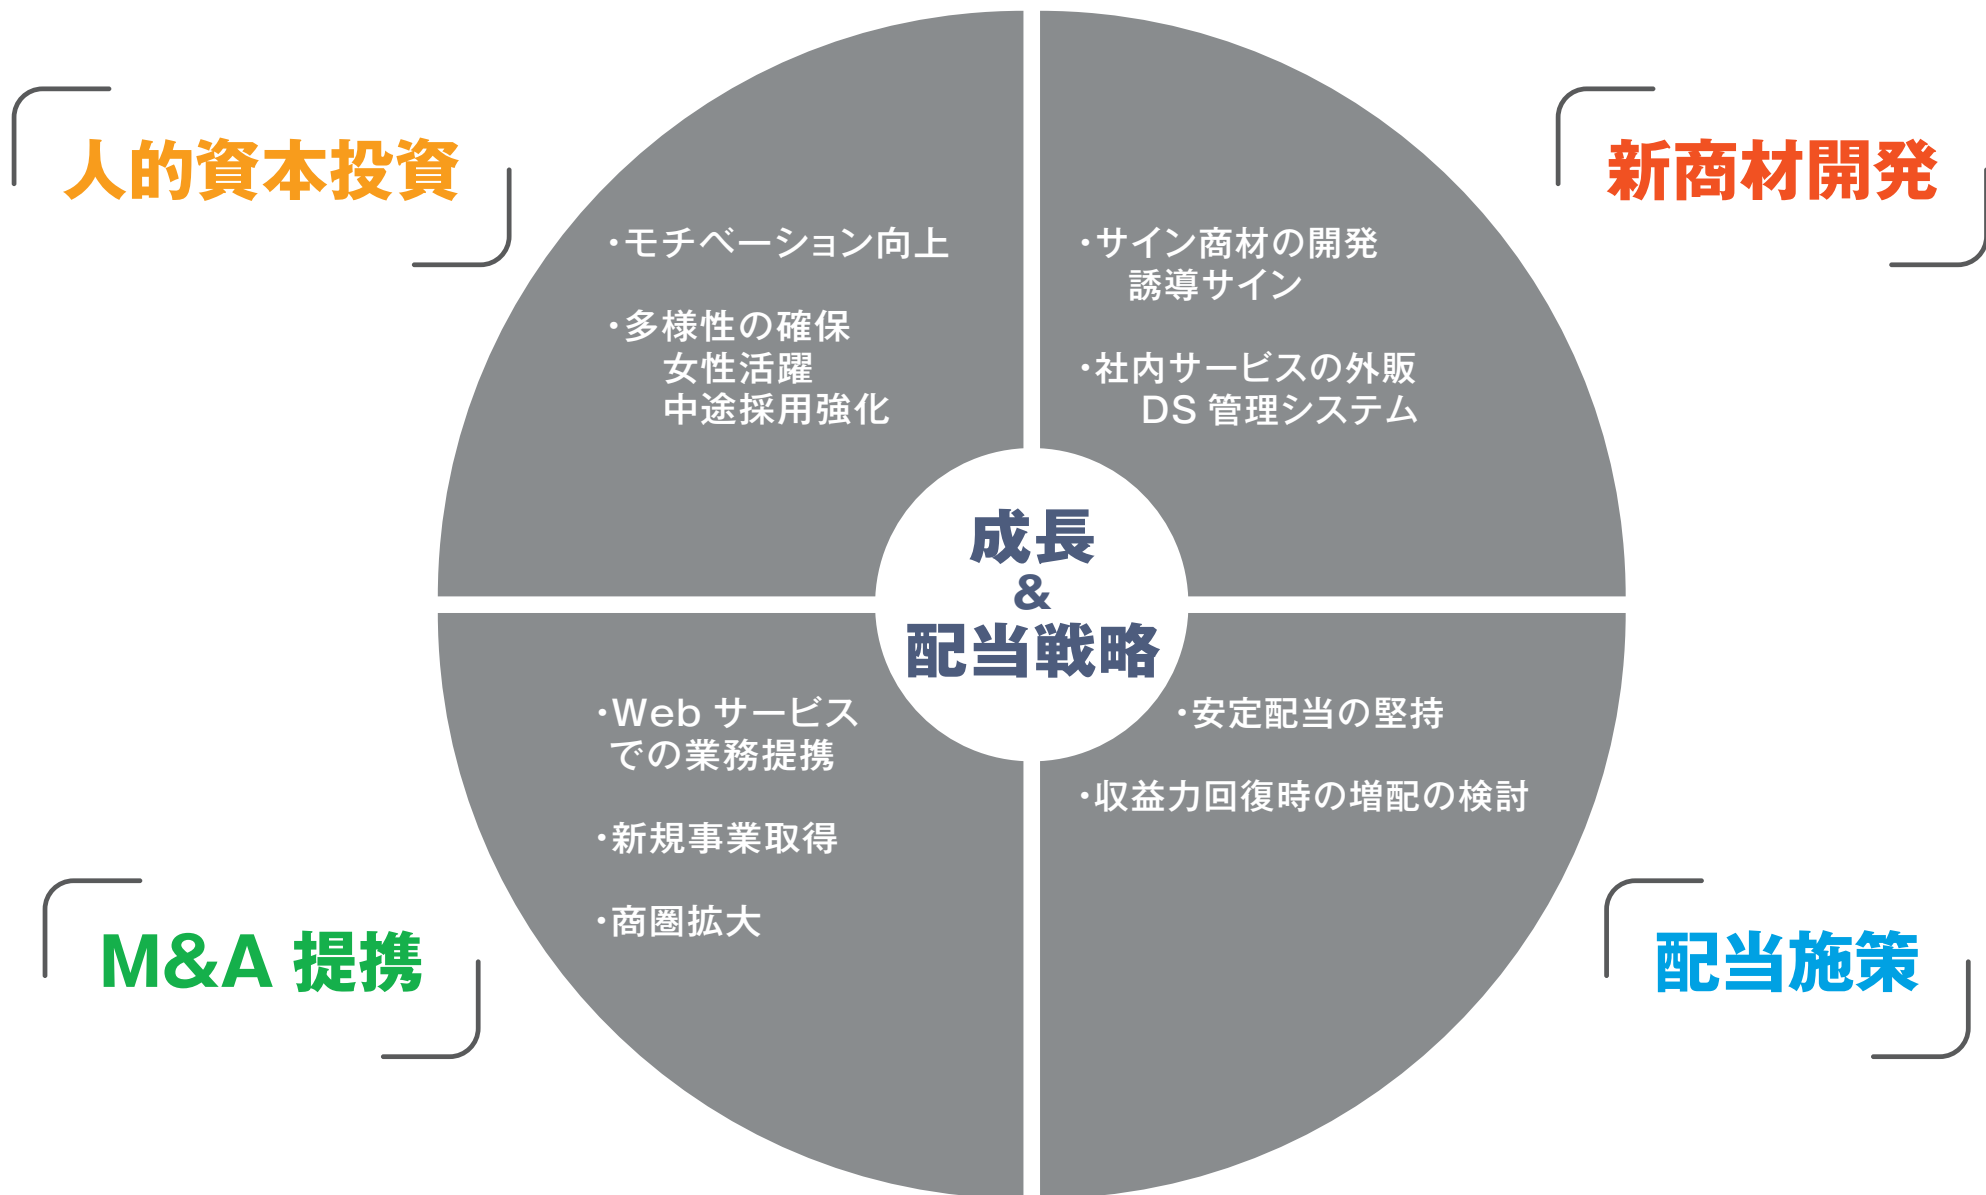 人的資本投資
・モチベーション向上
・多様性の確保
女性活躍
中途採用強化
新商材開発
・サイン商材の開発
誘導サイン
・社内サービスの外販
DS 管理システム
成長
&
配当戦略
M&A 提携
・Web サービス
での業務提携
・新規事業取得
・商圏拡大
配当施策
・安定配当の堅持
・収益力回復時の増配の検討